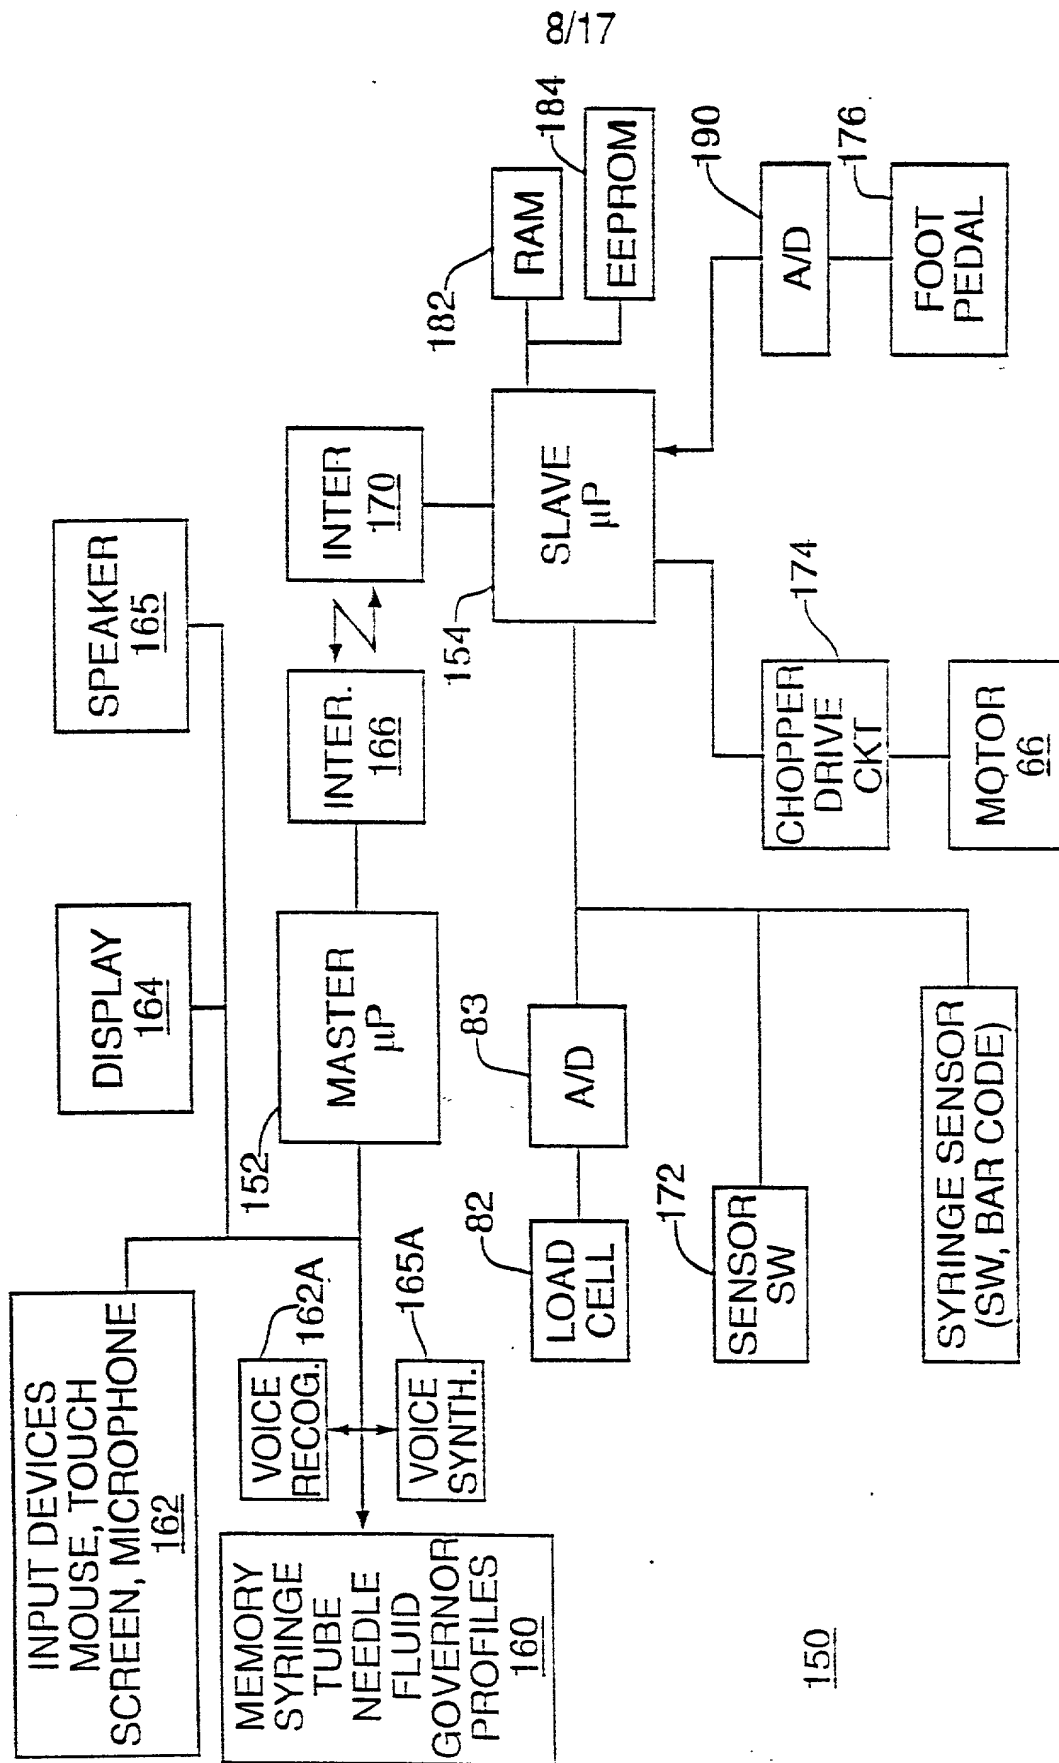 8/17
INPUT DEVICES
MOUSE, TOUCH
SCREEN, MICROPHONE
162
DISPLAY
164
SPEAKER
165
MEMORY
SYRINGE
TUBE
NEEDLE
FLUID
GOVERNOR
PROFILES
160
VOICE
RECOG.
162A
VOICE
SYNTH.
165A
152
MASTER
μP
INTER.
166
INTER
170
154
SLAVE
μP
182
RAM
184
EEPROM
82
LOAD
CELL
83
A/D
172
SENSOR
SW
SYRINGE SENSOR
(SW, BAR CODE)
174
CHOPPER
DRIVE
CKT
MOTOR
66
190
A/D
176
FOOT
PEDAL
150